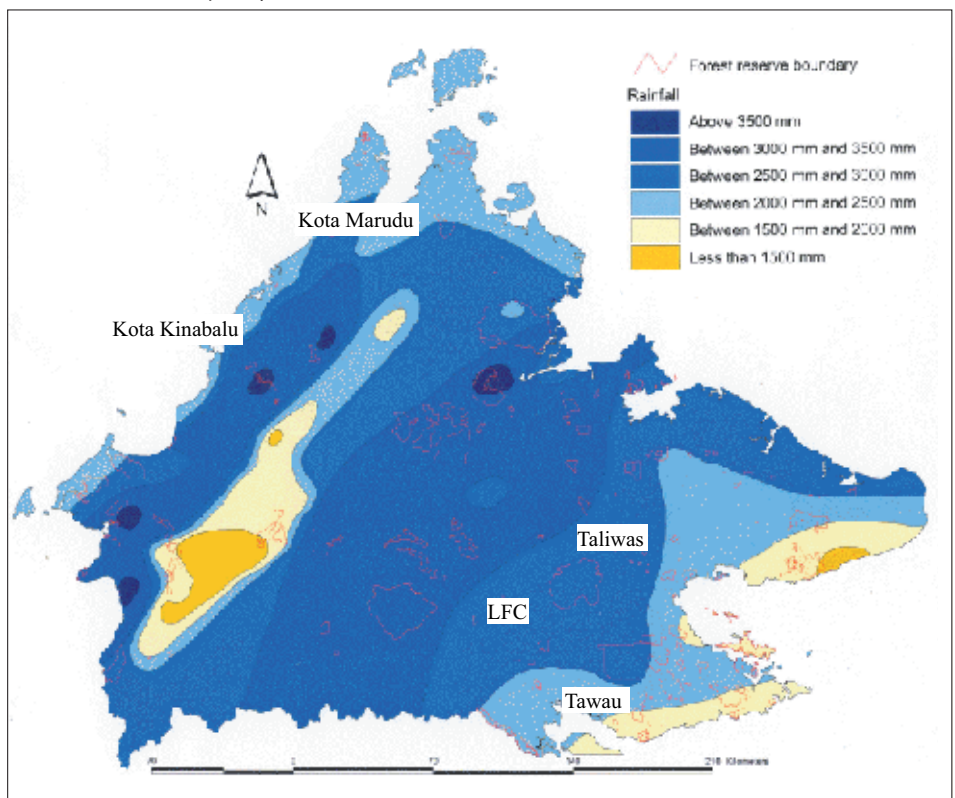 Forest reserve boundary
Rainfall
Above 3500 mm
Between 3000 mm and 3500 mm
Between 2500 mm and 3000 mm
Between 2000 mm and 2500 mm
Between 1500 mm and 2000 mm
Less than 1500 mm
N
Kota Marudu
Kota Kinabalu
Taliwas
LFC
Tawau
0
Kilometers